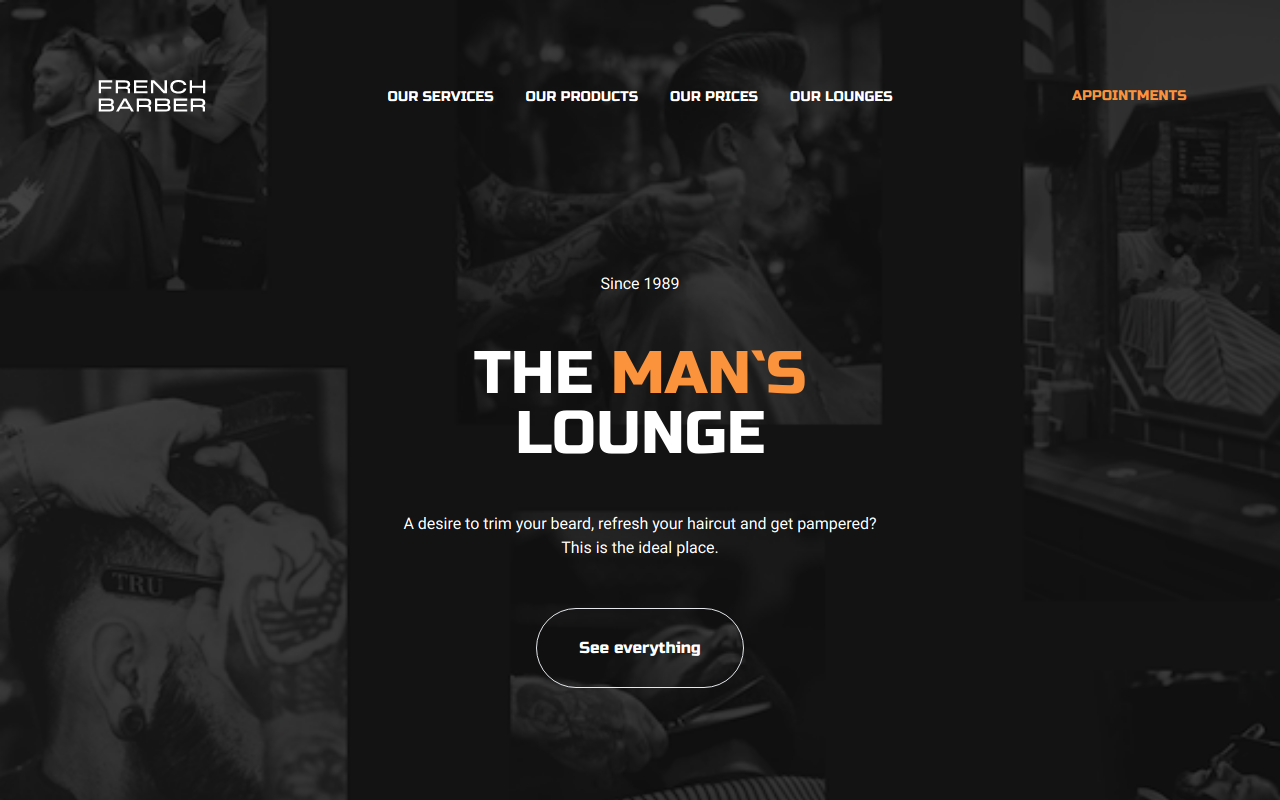 FRENCH
BARBER
OUR SERVICES OUR PRODUCTS OUR PRICES OUR LOUNGES
APPOINTMENTS
Since 1989
THE MAN`S
LOUNGE
A desire to trim your beard, refresh your haircut and get pampered?
This is the ideal place.
TRU
See everything